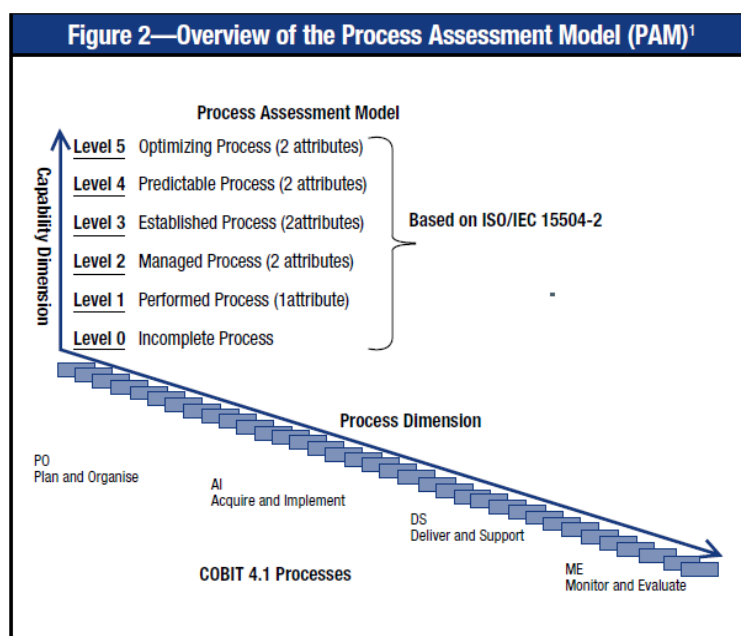 Figure 2—Overview of the Process Assessment Model (PAM)¹
Process Assessment Model
Capability Dimension
Level 5 Optimizing Process (2 attributes)
Level 4 Predictable Process (2 attributes)
Level 3 Established Process (2attributes)
Level 2 Managed Process (2 attributes)
Level 1 Performed Process (1attribute)
Level 0 Incomplete Process
Based on ISO/IEC 15504-2
Process Dimension
PO
Plan and Organise
AI
Acquire and Implement
DS
Deliver and Support
ME
Monitor and Evaluate
COBIT 4.1 Processes